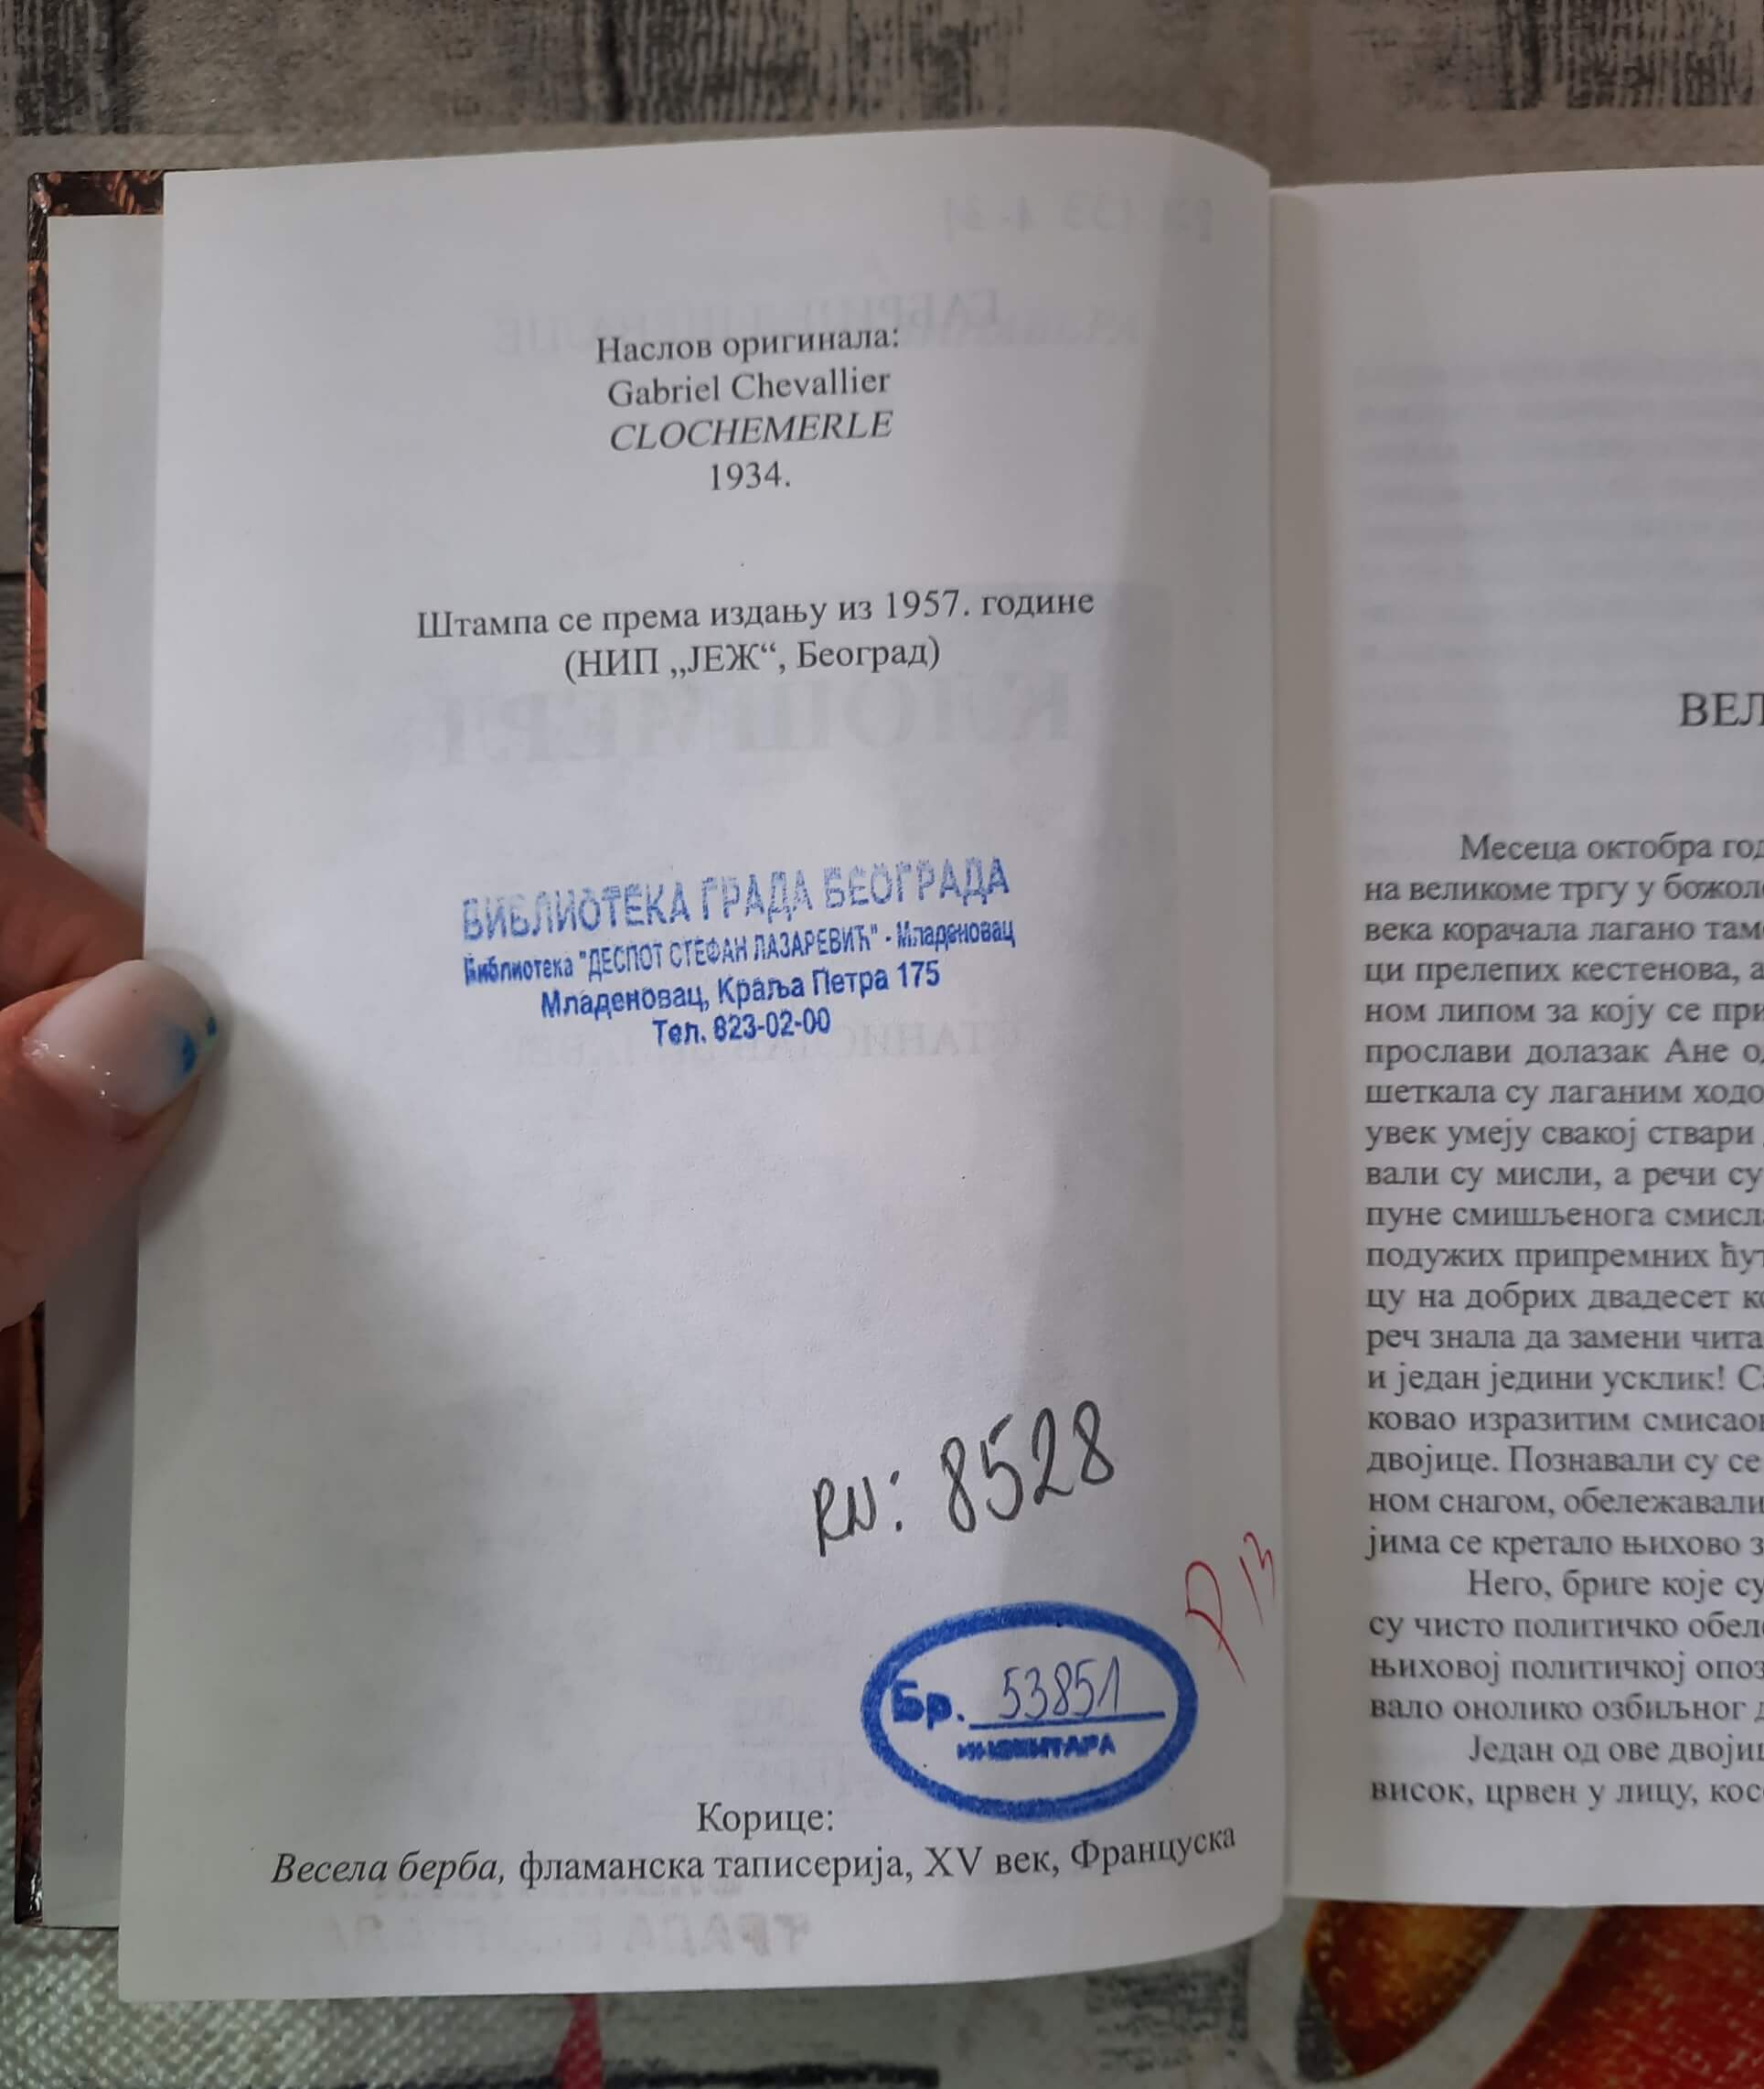 Наслов оригинала:
Gabriel Chevallier
CLOCHEMERLE
1934.
Штампа се према издању из 1957. године
(НИП „ЈЕЖ“, Београд)
БИБЛИОТЕКА ГРАДА БЕОГРАДА
Библиотека "ДЕСПОТ СТЕФАН ЛАЗАРЕВИЋ" - Младеновац
Младеновац, Краља Петра 175
Тел. 823-02-00
RN: 8528
P 13
Бр. 53851
ИНВЕНТАРА
Корице:
Весела берба, фламанска таписерија, XV век, Француска
ВЕЛ
Месеца октобра год
на великоме тргу у божол
века корачала лагано там
ци прелепих кестенова, а
ном липом за коју се при
прослави долазак Ане о
шеткала су лаганим ходо
увек умеју свакој ствари
вали су мисли, а речи су
пуне смишљенога смисл
подужих припремних ћут
цу на добрих двадесет к
реч знала да замени чита
и један једини усклик! С
ковао изразитим смисао
двојице. Познавали су се
ном снагом, обележавали
јима се кретало њихово з
Него, бриге које су
су чисто политичко обел
њиховој политичкој опоз
вало онолико озбиљног д
Један од ове двојиц
висок, црвен у лицу, кос